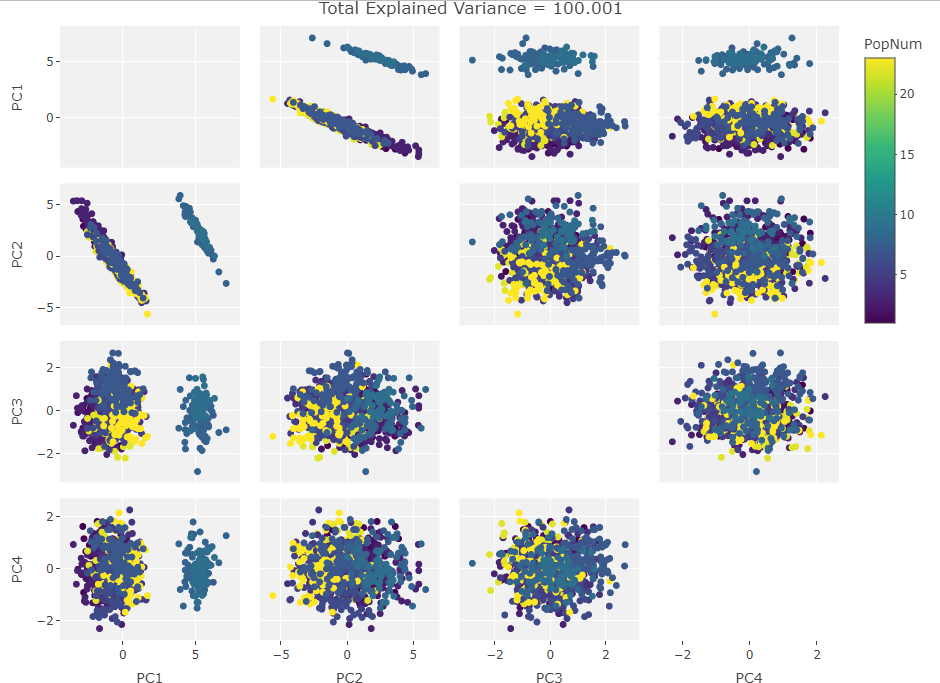 Total Explained Variance = 100.001
PopNum
PC1
5
0
20
15
10
5
PC2
5
0
−5
PC3
2
0
−2
PC4
2
0
−2
0 5 −5 0 5 −2 0 2 −2 0 2
PC1 PC2 PC3 PC4